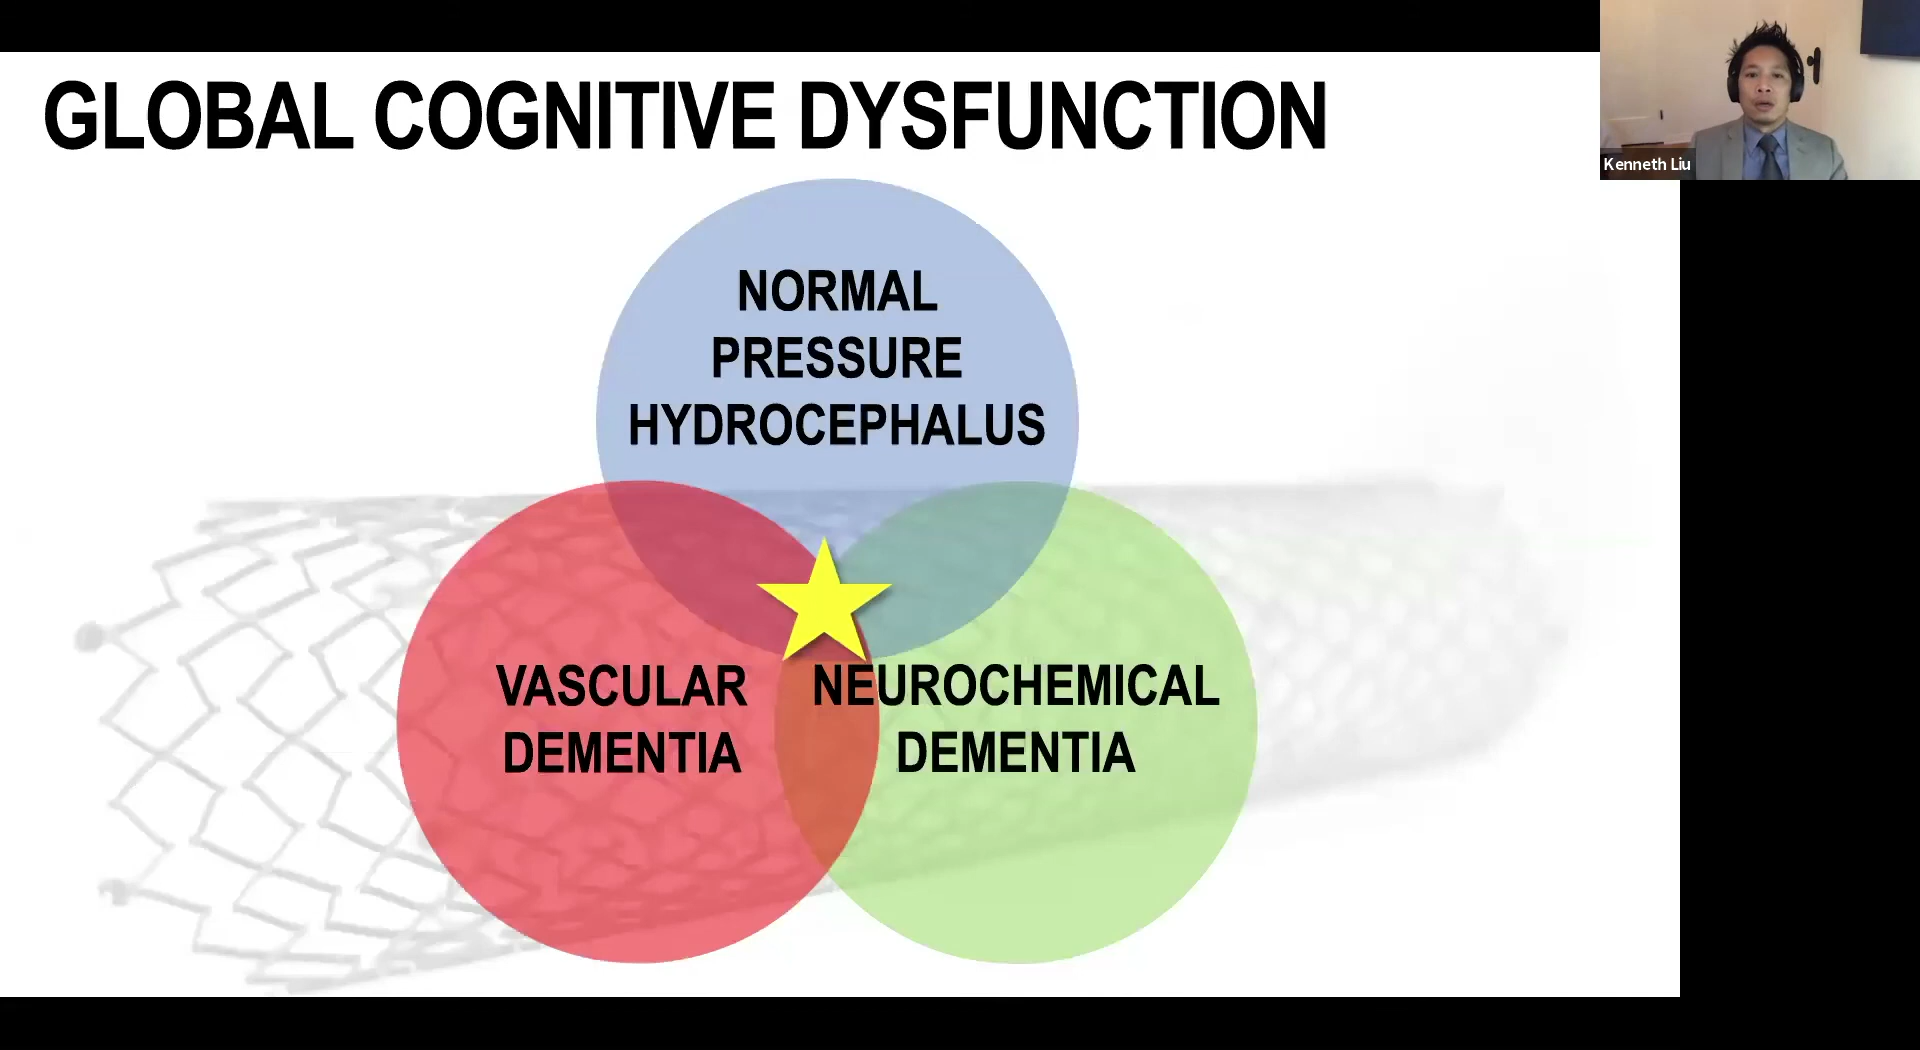 GLOBAL COGNITIVE DYSFUNCTION
Kenneth Liu
NORMAL
PRESSURE
HYDROCEPHALUS
VASCULAR
DEMENTIA
NEUROCHEMICAL
DEMENTIA